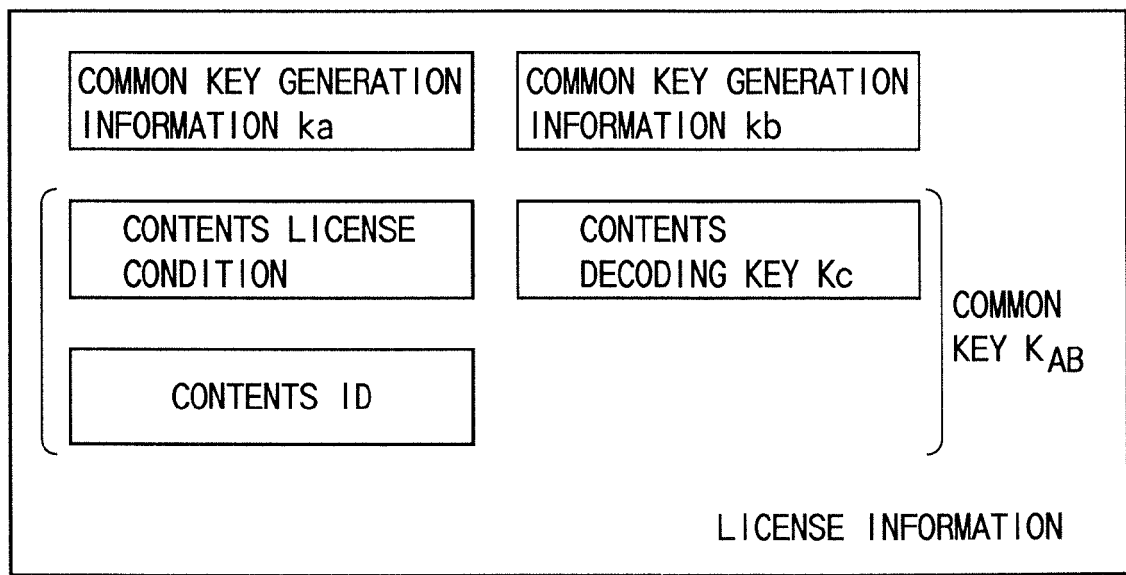 COMMON KEY GENERATION
INFORMATION ka
COMMON KEY GENERATION
INFORMATION kb
CONTENTS LICENSE
CONDITION
CONTENTS
DECODING KEY Kc
CONTENTS ID
COMMON
KEY KAB
LICENSE INFORMATION